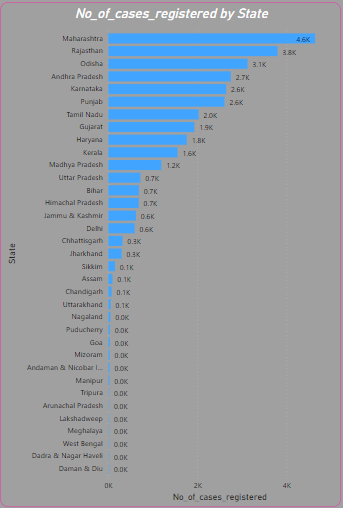 No_of_cases_registered by State
Maharashtra 4.6K
Rajasthan 3.8K
Odisha 3.1K
Andhra Pradesh 2.7K
Karnataka 2.6K
Punjab 2.6K
Tamil Nadu 2.0K
Gujarat 1.9K
Haryana 1.8K
Kerala 1.6K
Madhya Pradesh 1.2K
Uttar Pradesh 0.7K
Bihar 0.7K
Himachal Pradesh 0.7K
Jammu & Kashmir 0.6K
Delhi 0.6K
Chhattisgarh 0.3K
Jharkhand 0.3K
Sikkim 0.1K
Assam 0.1K
Chandigarh 0.1K
Uttarakhand 0.1K
Nagaland 0.0K
Puducherry 0.0K
Goa 0.0K
Mizoram 0.0K
Andaman & Nicobar I... 0.0K
Manipur 0.0K
Tripura 0.0K
Arunachal Pradesh 0.0K
Lakshadweep 0.0K
Meghalaya 0.0K
West Bengal 0.0K
Dadra & Nagar Haveli 0.0K
Daman & Diu 0.0K
State
0K 2K 4K
No_of_cases_registered